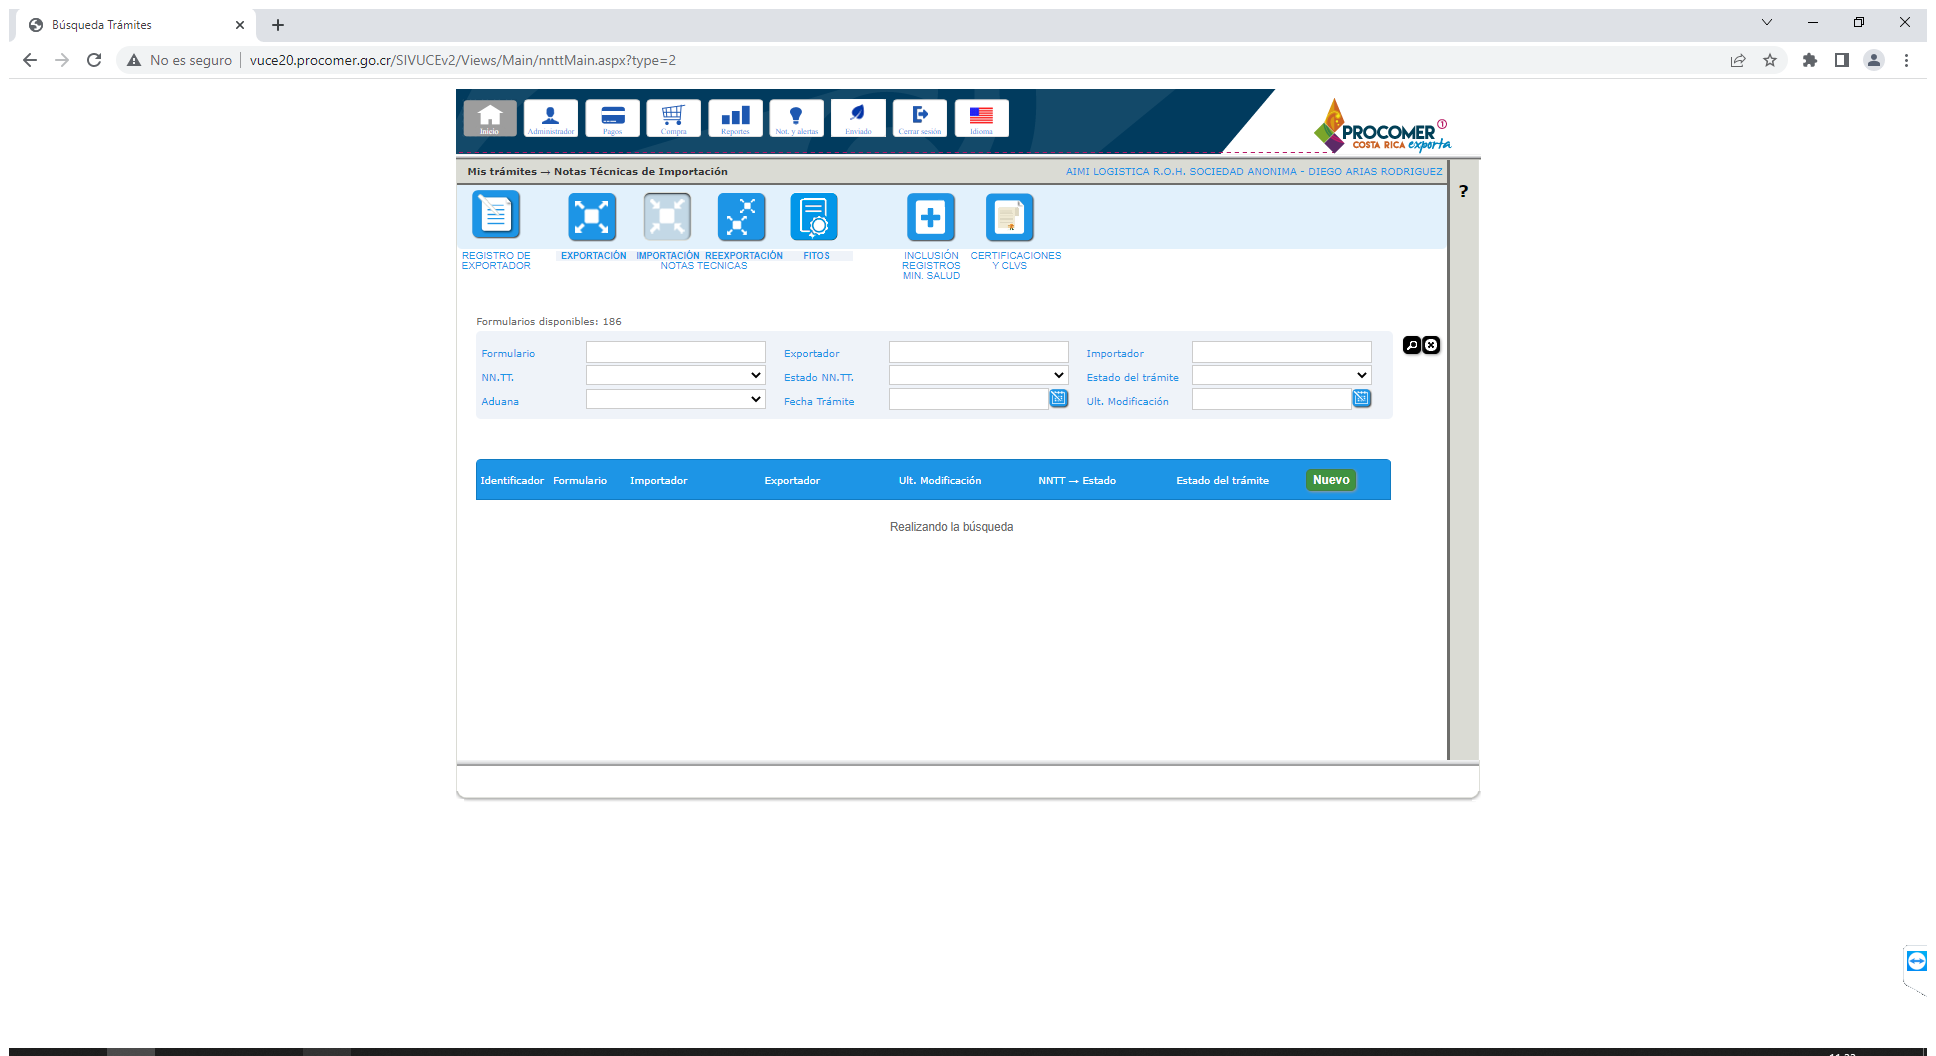 Búsqueda Trámites
No es seguro vuce20.procomer.go.cr/SIVUCEv2/Views/Main/nnttMain.aspx?type=2
Inicio Administrador Pagos Compra Reportes Not. y alertas Enviado Cerrar sesión Idioma
PROCOMER
COSTA RICA exporta
Mis trámites → Notas Técnicas de Importación AIMI LOGISTICA R.O.H. SOCIEDAD ANONIMA - DIEGO ARIAS RODRIGUEZ
?
REGISTRO DE EXPORTACIÓN IMPORTACIÓN REEXPORTACIÓN FITOS INCLUSIÓN CERTIFICACIONES
EXPORTADOR NOTAS TECNICAS REGISTROS Y CLVS
MIN. SALUD
Formularios disponibles: 186
Formulario Exportador Importador
NN.TT. Estado NN.TT. Estado del trámite
Aduana Fecha Trámite Ult. Modificación
Identificador Formulario Importador Exportador Ult. Modificación NNTT → Estado Estado del trámite Nuevo
Realizando la búsqueda